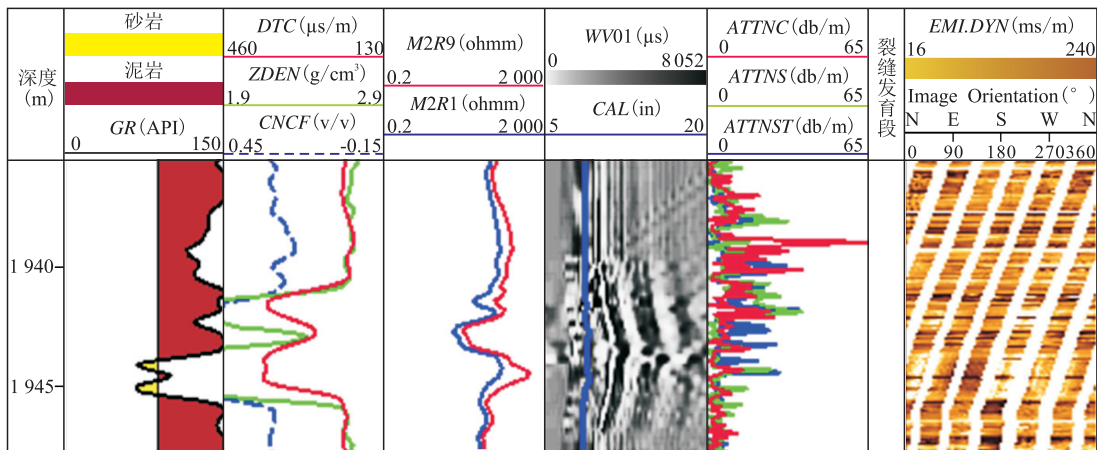 深度
(m)
砂岩
泥岩
GR(API)
0 150
DTC(μs/m)
460 130
ZDEN(g/cm³)
1.9 2.9
CNCF(v/v)
0.45 -0.15
M2R9(ohmm)
0.2 2 000
M2R1(ohmm)
0.2 2 000
WV01(μs)
0 8 052
CAL(in)
5 20
ATTNC(db/m)
0 65
ATTNS(db/m)
0 65
ATTNST(db/m)
0 65
裂
缝
发
育
段
EMI.DYN(ms/m)
16 240
Image Orientation(°)
N E S W N
0 90 180 270360
1 940
1 945